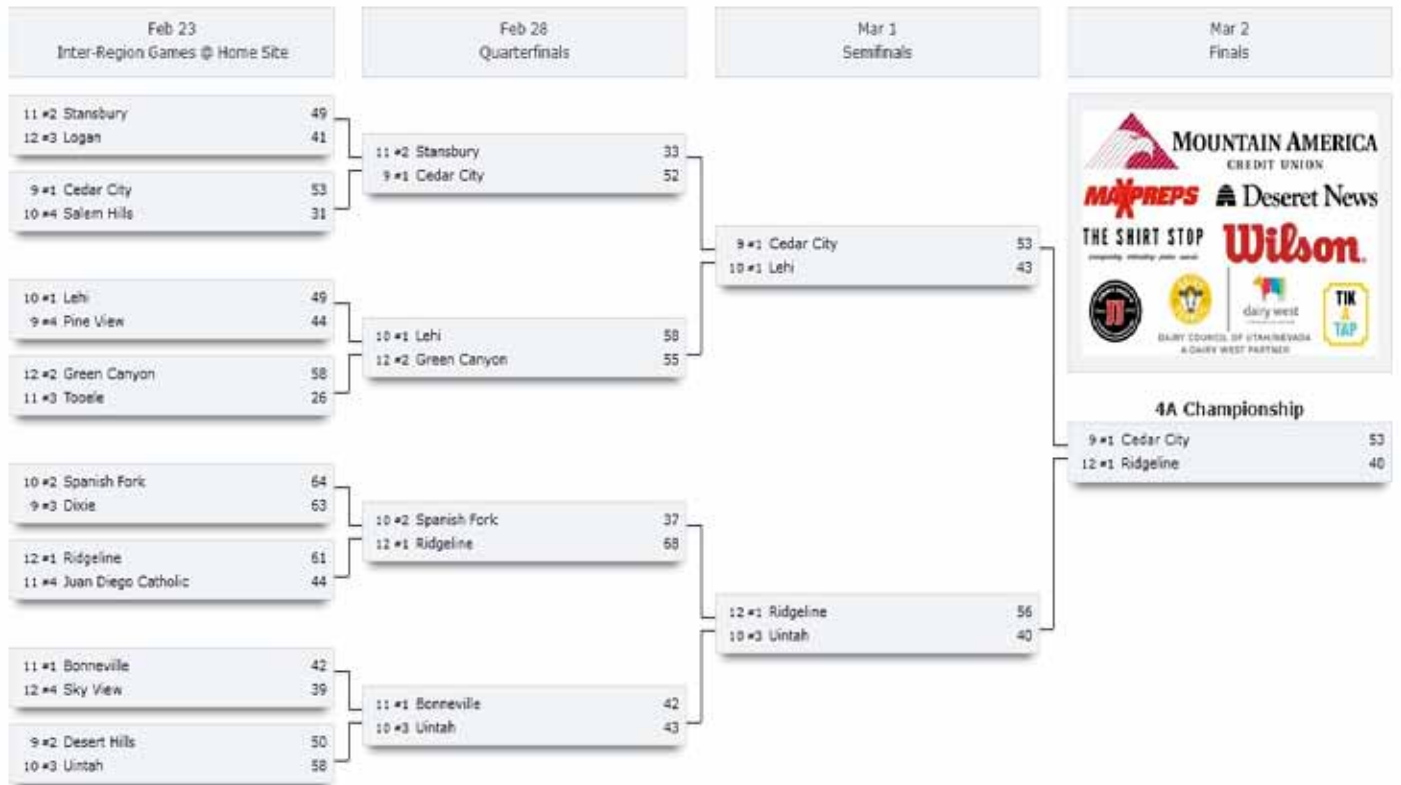 Feb 23
Inter-Region Games @ Home Site
Feb 28
Quarterfinals
Mar 1
Semifinals
Mar 2
Finals
11 #2 Stansbury 49
12 #3 Logan 41
9 #1 Cedar City 53
10 #4 Salem Hills 31
10 #1 Lehi 49
9 #4 Pine View 44
12 #2 Green Canyon 58
11 #3 Tooele 26
10 #2 Spanish Fork 64
9 #3 Dixie 63
12 #1 Ridgeline 61
11 #4 Juan Diego Catholic 44
11 #1 Bonneville 42
12 #4 Sky View 39
9 #2 Desert Hills 50
10 #3 Uintah 58
11 #2 Stansbury 33
9 #1 Cedar City 52
10 #1 Lehi 58
12 #2 Green Canyon 55
10 #2 Spanish Fork 37
12 #1 Ridgeline 68
11 #1 Bonneville 42
10 #3 Uintah 43
9 #1 Cedar City 53
10 #1 Lehi 43
12 #1 Ridgeline 56
10 #3 Uintah 40
MOUNTAIN AMERICA
CREDIT UNION
MAXPREPS Deseret News
THE SHIRT STOP Wilson.
dairy west
TIK
A
TAP
DAIRY COUNCIL OF UTAH/NEVADA
A DAIRY WEST PARTNER
4A Championship
9 #1 Cedar City 53
12 #1 Ridgeline 40